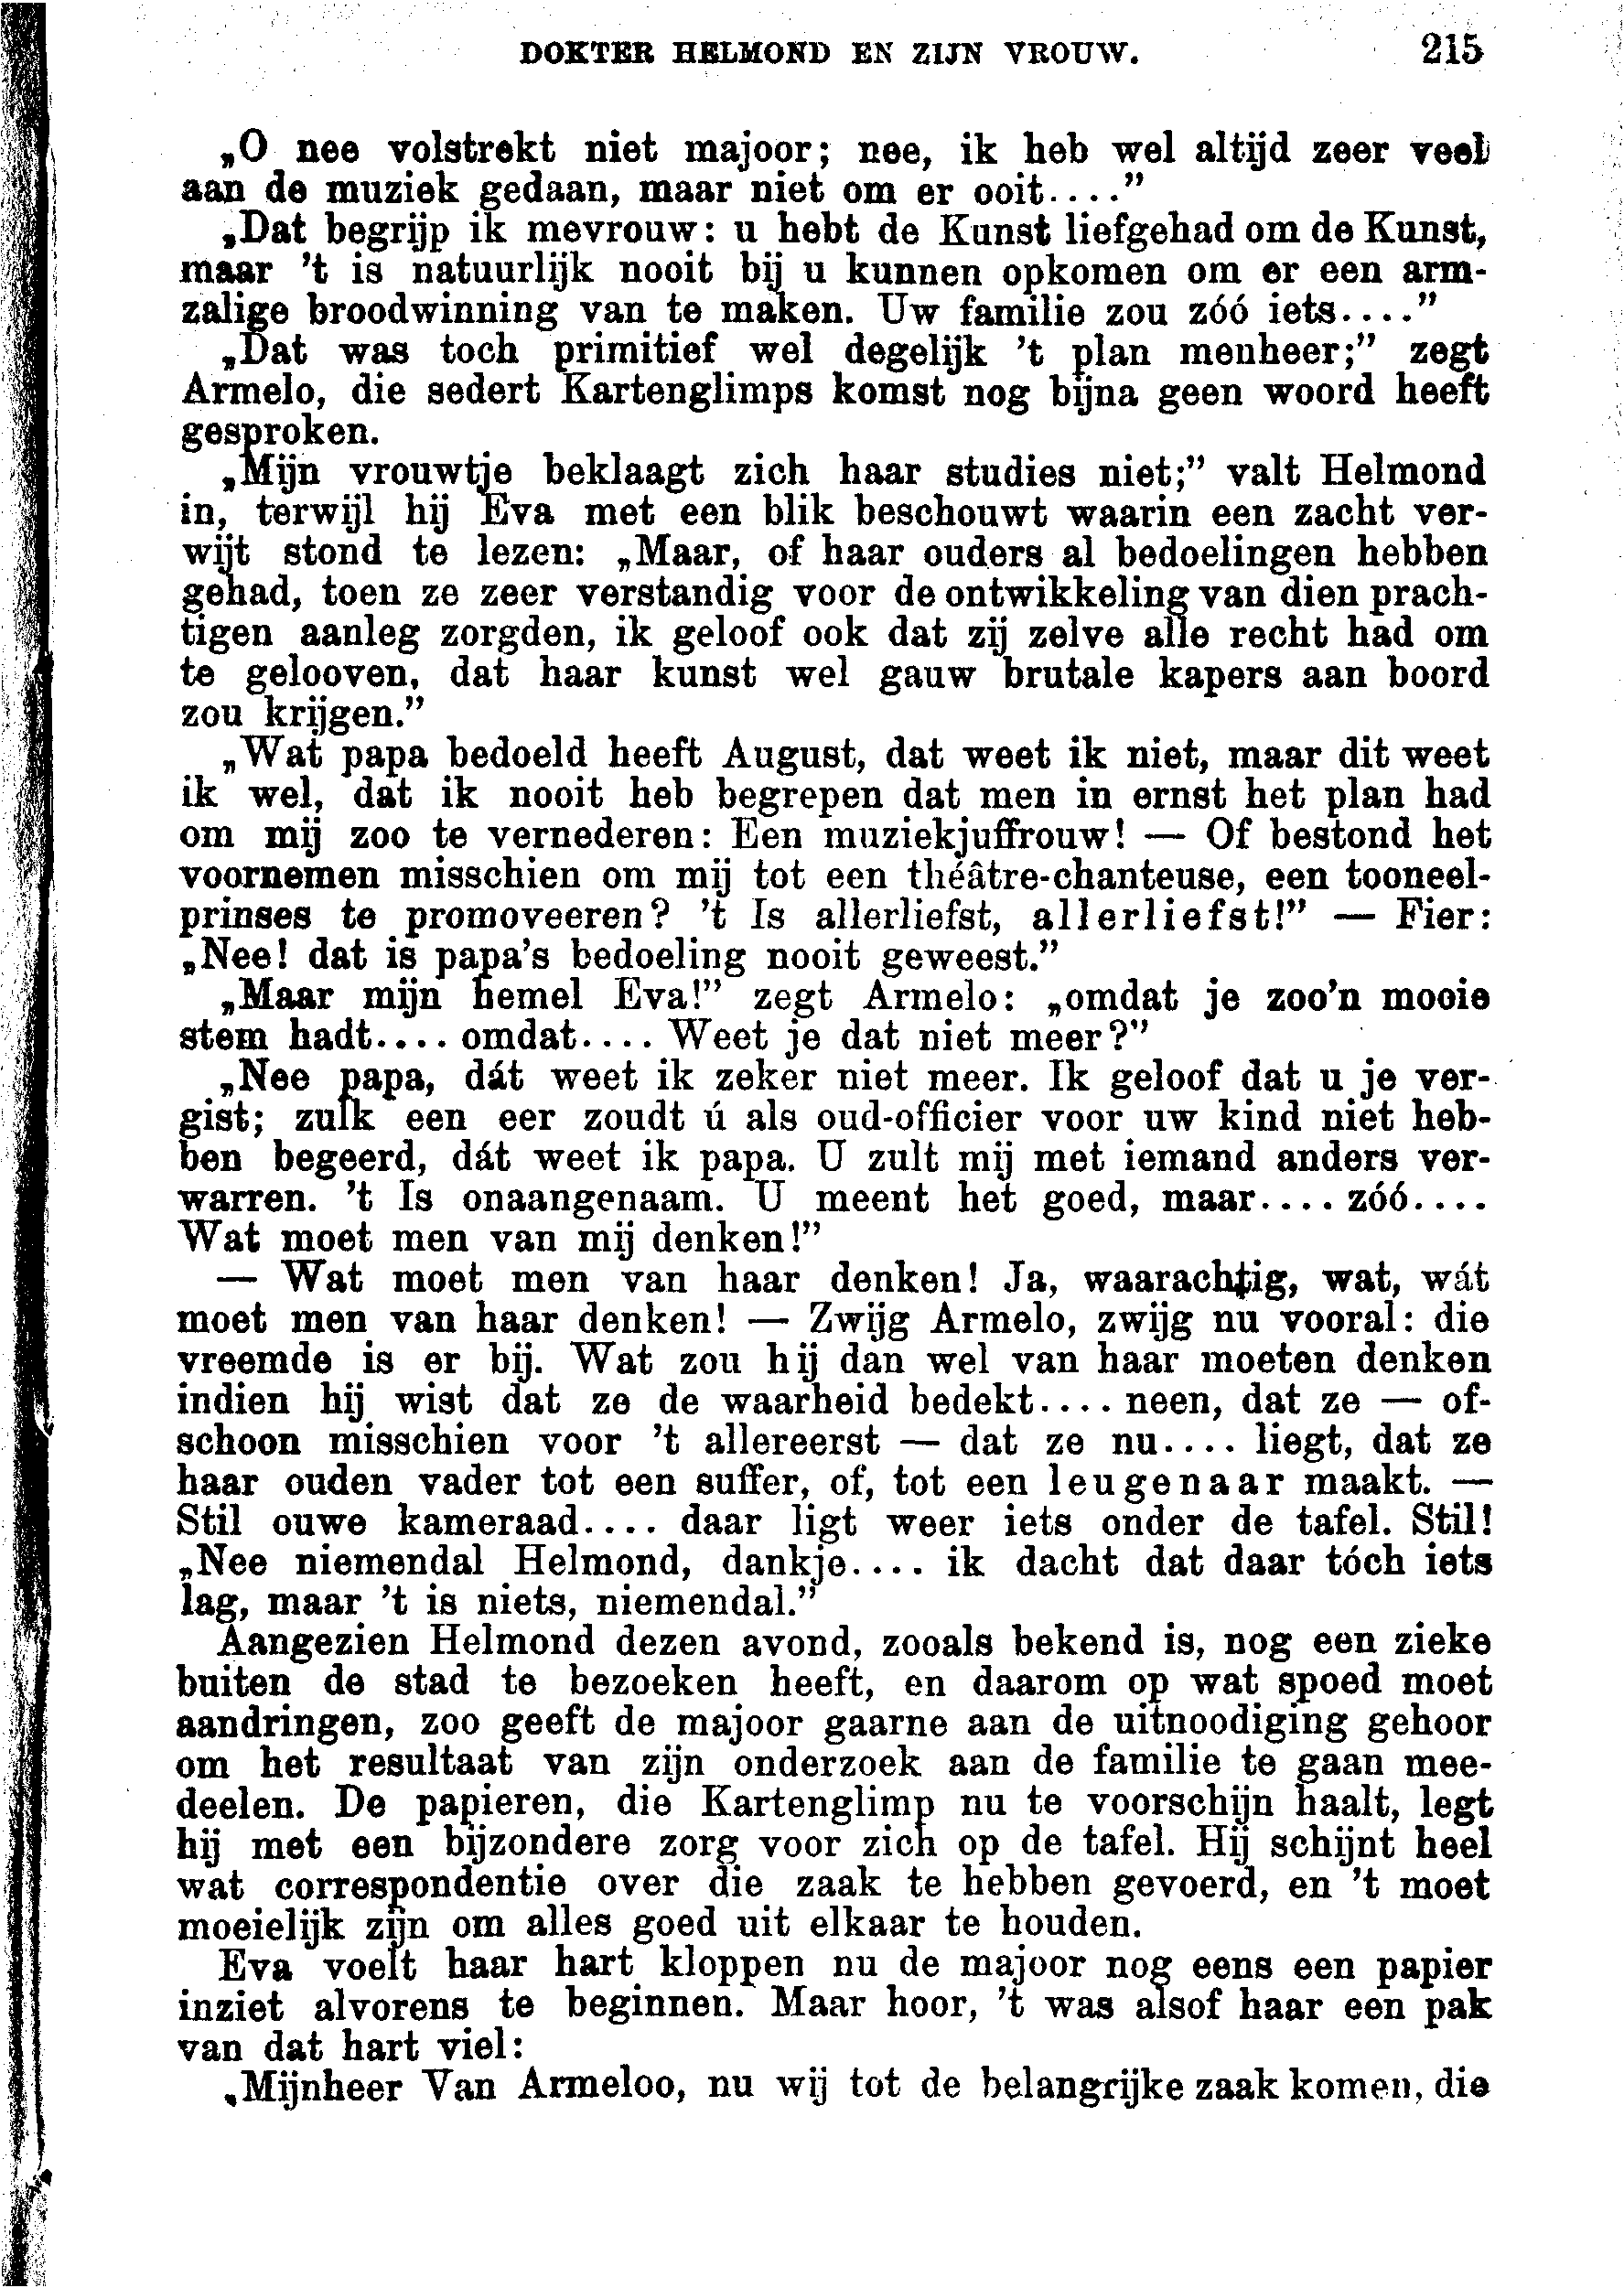 DOKTER HELMOND EN ZIJN VROUW. 215
„O nee volstrekt niet majoor; nee, ik heb wel altijd zeer veel
aan de muziek gedaan, maar niet om er ooit....”
„Dat begrijp ik mevrouw: u hebt de Kunst liefgehad om de Kunst,
maar ’t is natuurlijk nooit bij u kunnen opkomen om er een arm-
zalige broodwinning van te maken. Uw familie zou zóó iets....”
„Dat was toch primitief wel degelijk ’t plan menheer;” zegt
Armelo, die sedert Kartenglimps komst nog bijna geen woord heeft
gesproken.
„Mijn vrouwtje beklaagt zich haar studies niet;” valt Helmond
in, terwijl hij Eva met een blik beschouwt waarin een zacht ver-
wijt stond te lezen: „Maar, of haar ouders al bedoelingen hebben
gehad, toen ze zeer verstandig voor de ontwikkeling van dien prach-
tigen aanleg zorgden, ik geloof ook dat zij zelve alle recht had om
te gelooven, dat haar kunst wel gauw brutale kapers aan boord
zou krijgen.”
„Wat papa bedoeld heeft August, dat weet ik niet, maar dit weet
ik wel, dat ik nooit heb begrepen dat men in ernst het plan had
om mij zoo te vernederen: Een muziekjuffrouw! — Of bestond het
voornemen misschien om mij tot een théâtre-chanteuse, een tooneel-
prinses te promoveeren? ’t Is allerliefst, allerliefst!” — Fier:
„Nee! dat is papa’s bedoeling nooit geweest.”
„Maar mijn hemel Eva!” zegt Armelo: „omdat je zoo’n mooie
stem hadt.... omdat.... Weet je dat niet meer?”
„Nee papa, dát weet ik zeker niet meer. Ik geloof dat u je ver-
gist; zulk een eer zoudt ú als oud-officier voor uw kind niet heb-
ben begeerd, dát weet ik papa. U zult mij met iemand anders ver-
warren. ’t Is onaangenaam. U meent het goed, maar.... zóó....
Wat moet men van mij denken!”
— Wat moet men van haar denken! Ja, waarachtig, wat, wát
moet men van haar denken! — Zwijg Armelo, zwijg nu vooral: die
vreemde is er bij. Wat zou hij dan wel van haar moeten denken
indien hij wist dat ze de waarheid bedekt.... neen, dat ze — of-
schoon misschien voor ’t allereerst — dat ze nu.... liegt, dat ze
haar ouden vader tot een suffer, of, tot een leugenaar maakt. —
Stil ouwe kameraad.... daar ligt weer iets onder de tafel. Stil!
„Nee niemendal Helmond, dankje.... ik dacht dat daar tóch iets
lag, maar ’t is niets, niemendal.”
Aangezien Helmond dezen avond, zooals bekend is, nog een zieke
buiten de stad te bezoeken heeft, en daarom op wat spoed moet
aandringen, zoo geeft de majoor gaarne aan de uitnoodiging gehoor
om het resultaat van zijn onderzoek aan de familie te gaan mee-
deelen. De papieren, die Kartenglimp nu te voorschijn haalt, legt
hij met een bijzondere zorg voor zich op de tafel. Hij schijnt heel
wat correspondentie over die zaak te hebben gevoerd, en ’t moet
moeielijk zijn om alles goed uit elkaar te houden.
Eva voelt haar hart kloppen nu de majoor nog eens een papier
inziet alvorens te beginnen. Maar hoor, ’t was alsof haar een pak
van dat hart viel:
„Mijnheer Van Armeloo, nu wij tot de belangrijke zaak komen, die